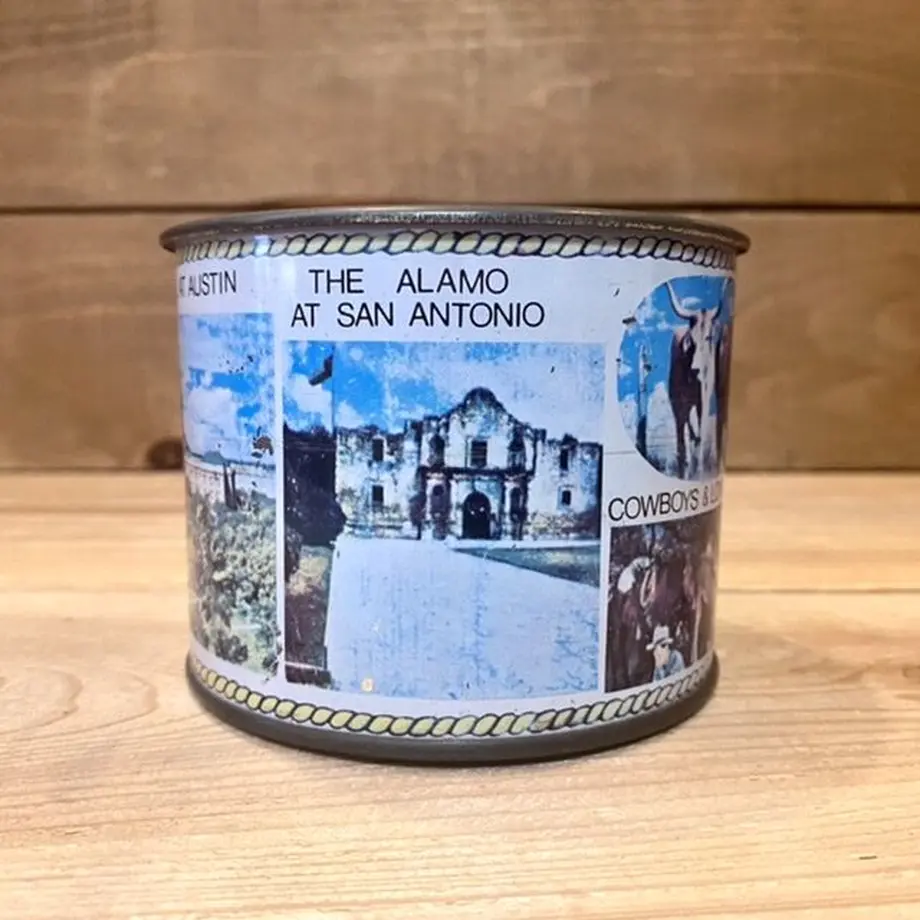 AT AUSTIN
THE ALAMO
AT SAN ANTONIO
COWBOYS &